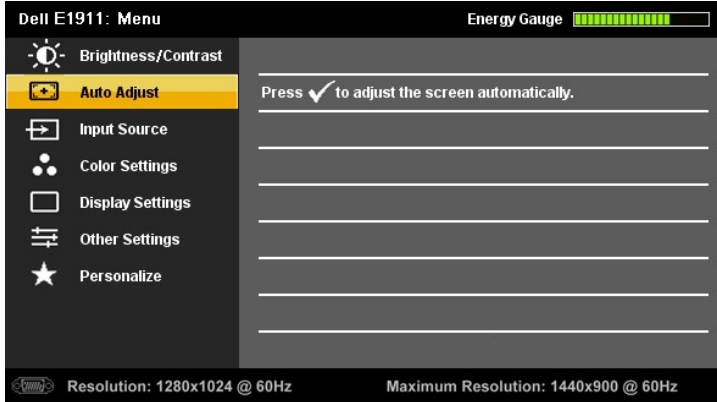 Dell E1911: Menu
Energy Gauge
Brightness/Contrast
Auto Adjust
Press ✓ to adjust the screen automatically.
Input Source
Color Settings
Display Settings
Other Settings
Personalize
Resolution: 1280x1024 @ 60Hz
Maximum Resolution: 1440x900 @ 60Hz